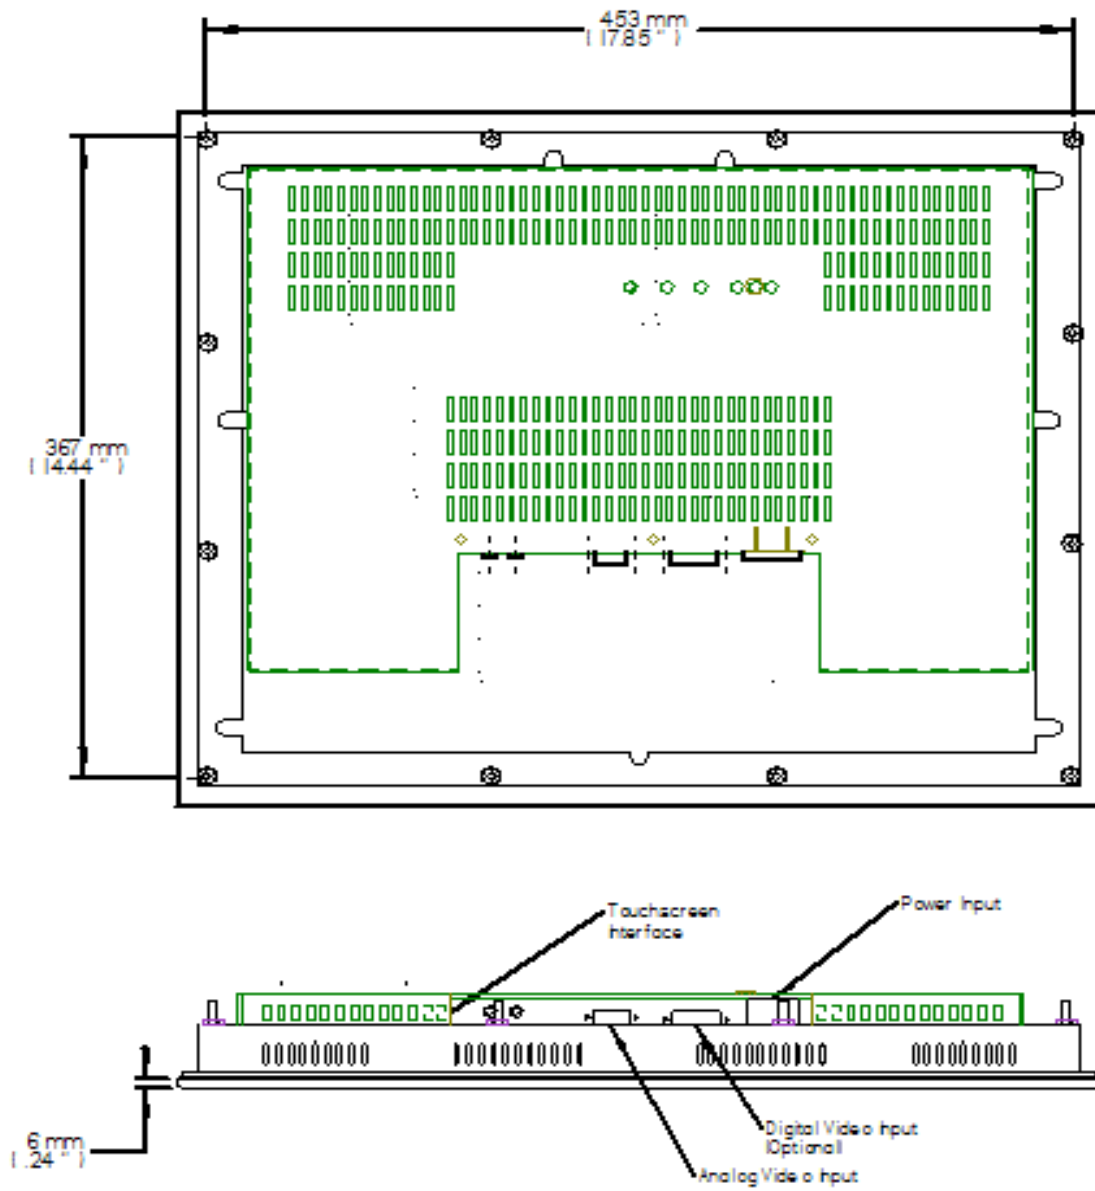 453 mm
( 17.85 " )
367 mm
( 14.44 " )
Touchscreen
Interface
Power Input
6 mm
( .24 " )
Digital Video Input
(Optional)
Analog Video Input